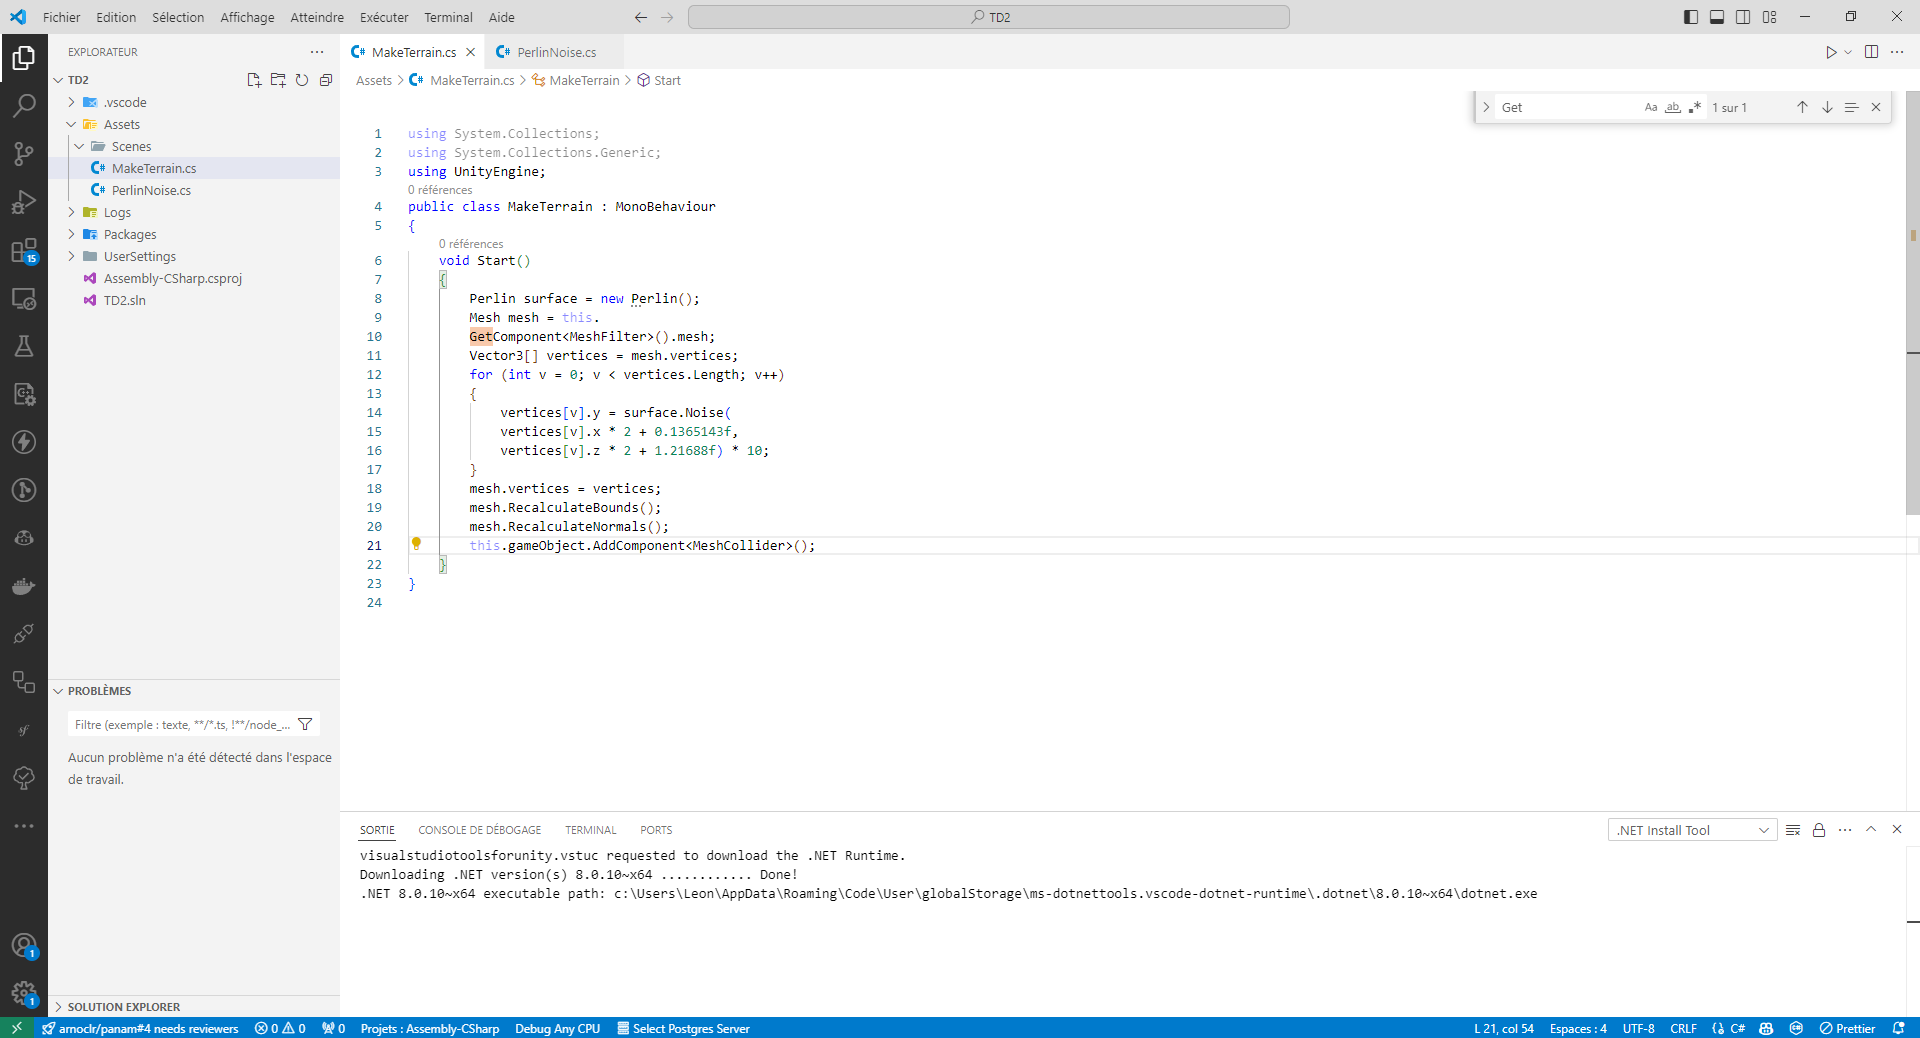 Fichier Edition Sélection Affichage Atteindre Exécuter Terminal Aide
TD2
EXPLORATEUR
MakeTerrain.cs
PerlinNoise.cs
TD2
Assets > MakeTerrain.cs > MakeTerrain > Start
.vscode
Assets
Scenes
MakeTerrain.cs
PerlinNoise.cs
Logs
Packages
UserSettings
Assembly-CSharp.csproj
TD2.sln
15
Get
Aa
ab
1 sur 1
1 using System.Collections;
2 using System.Collections.Generic;
3 using UnityEngine;
0 références
4 public class MakeTerrain : MonoBehaviour
5 {
0 références
6 void Start()
7 {
8 Perlin surface = new Perlin();
9 Mesh mesh = this.
10 GetComponent<MeshFilter>().mesh;
11 Vector3[] vertices = mesh.vertices;
12 for (int v = 0; v < vertices.Length; v++)
13 {
14 vertices[v].y = surface.Noise(
15 vertices[v].x * 2 + 0.1365143f,
16 vertices[v].z * 2 + 1.21688f) * 10;
17 }
18 mesh.vertices = vertices;
19 mesh.RecalculateBounds();
20 mesh.RecalculateNormals();
21 this.gameObject.AddComponent<MeshCollider>();
22 }
23 }
24
PROBLÈMES
Filtre (exemple : texte, **/*.ts, !**/node_...
Aucun problème n'a été détecté dans l'espace
de travail.
SORTIE CONSOLE DE DÉBOGAGE TERMINAL PORTS
.NET Install Tool
visualstudiotoolsforunity.vstuc requested to download the .NET Runtime.
Downloading .NET version(s) 8.0.10~x64 ............ Done!
.NET 8.0.10~x64 executable path: c:\Users\Leon\AppData\Roaming\Code\User\globalStorage\ms-dotnettools.vscode-dotnet-runtime\.dotnet\8.0.10~x64\dotnet.exe
1
1
SOLUTION EXPLORER
arnoclr/panam#4 needs reviewers 0 0 0 Projets : Assembly-CSharp Debug Any CPU Select Postgres Server L 21, col 54 Espaces : 4 UTF-8 CRLF C# Prettier